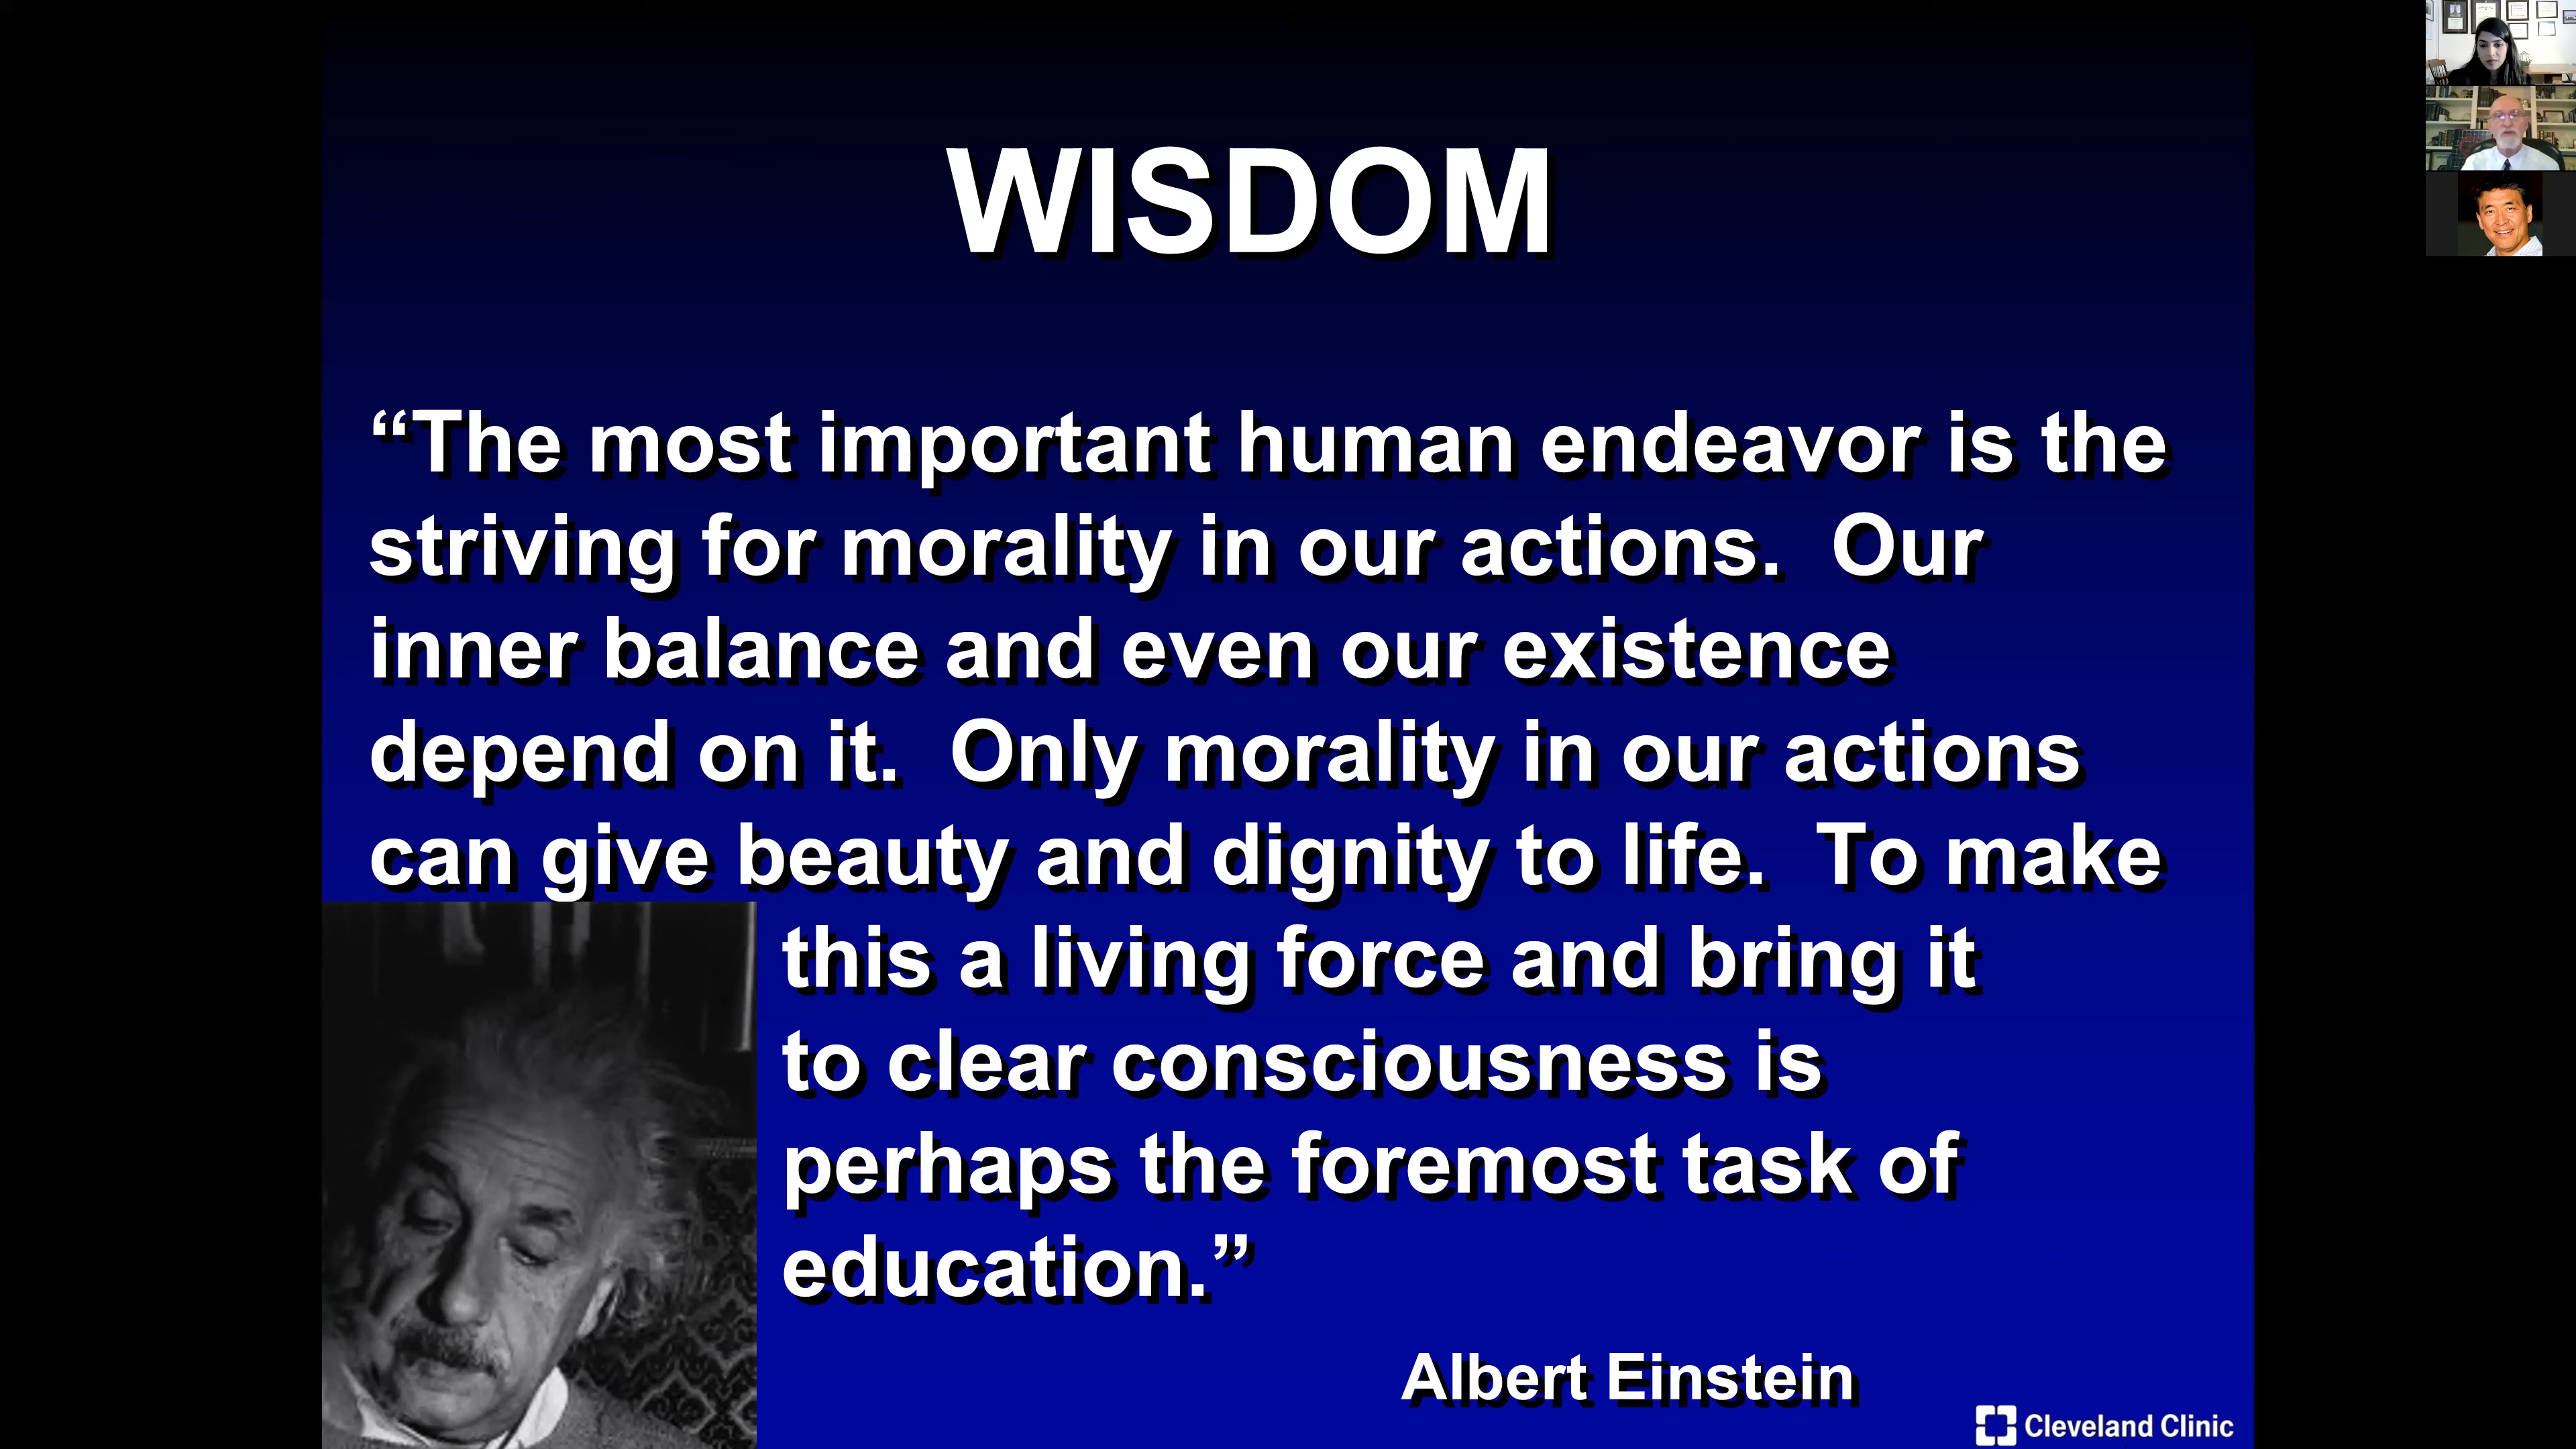 WISDOM
“The most important human endeavor is the
striving for morality in our actions.  Our
inner balance and even our existence
depend on it.  Only morality in our actions
can give beauty and dignity to life.  To make
this a living force and bring it
to clear consciousness is
perhaps the foremost task of
education.”
Albert Einstein
Cleveland Clinic